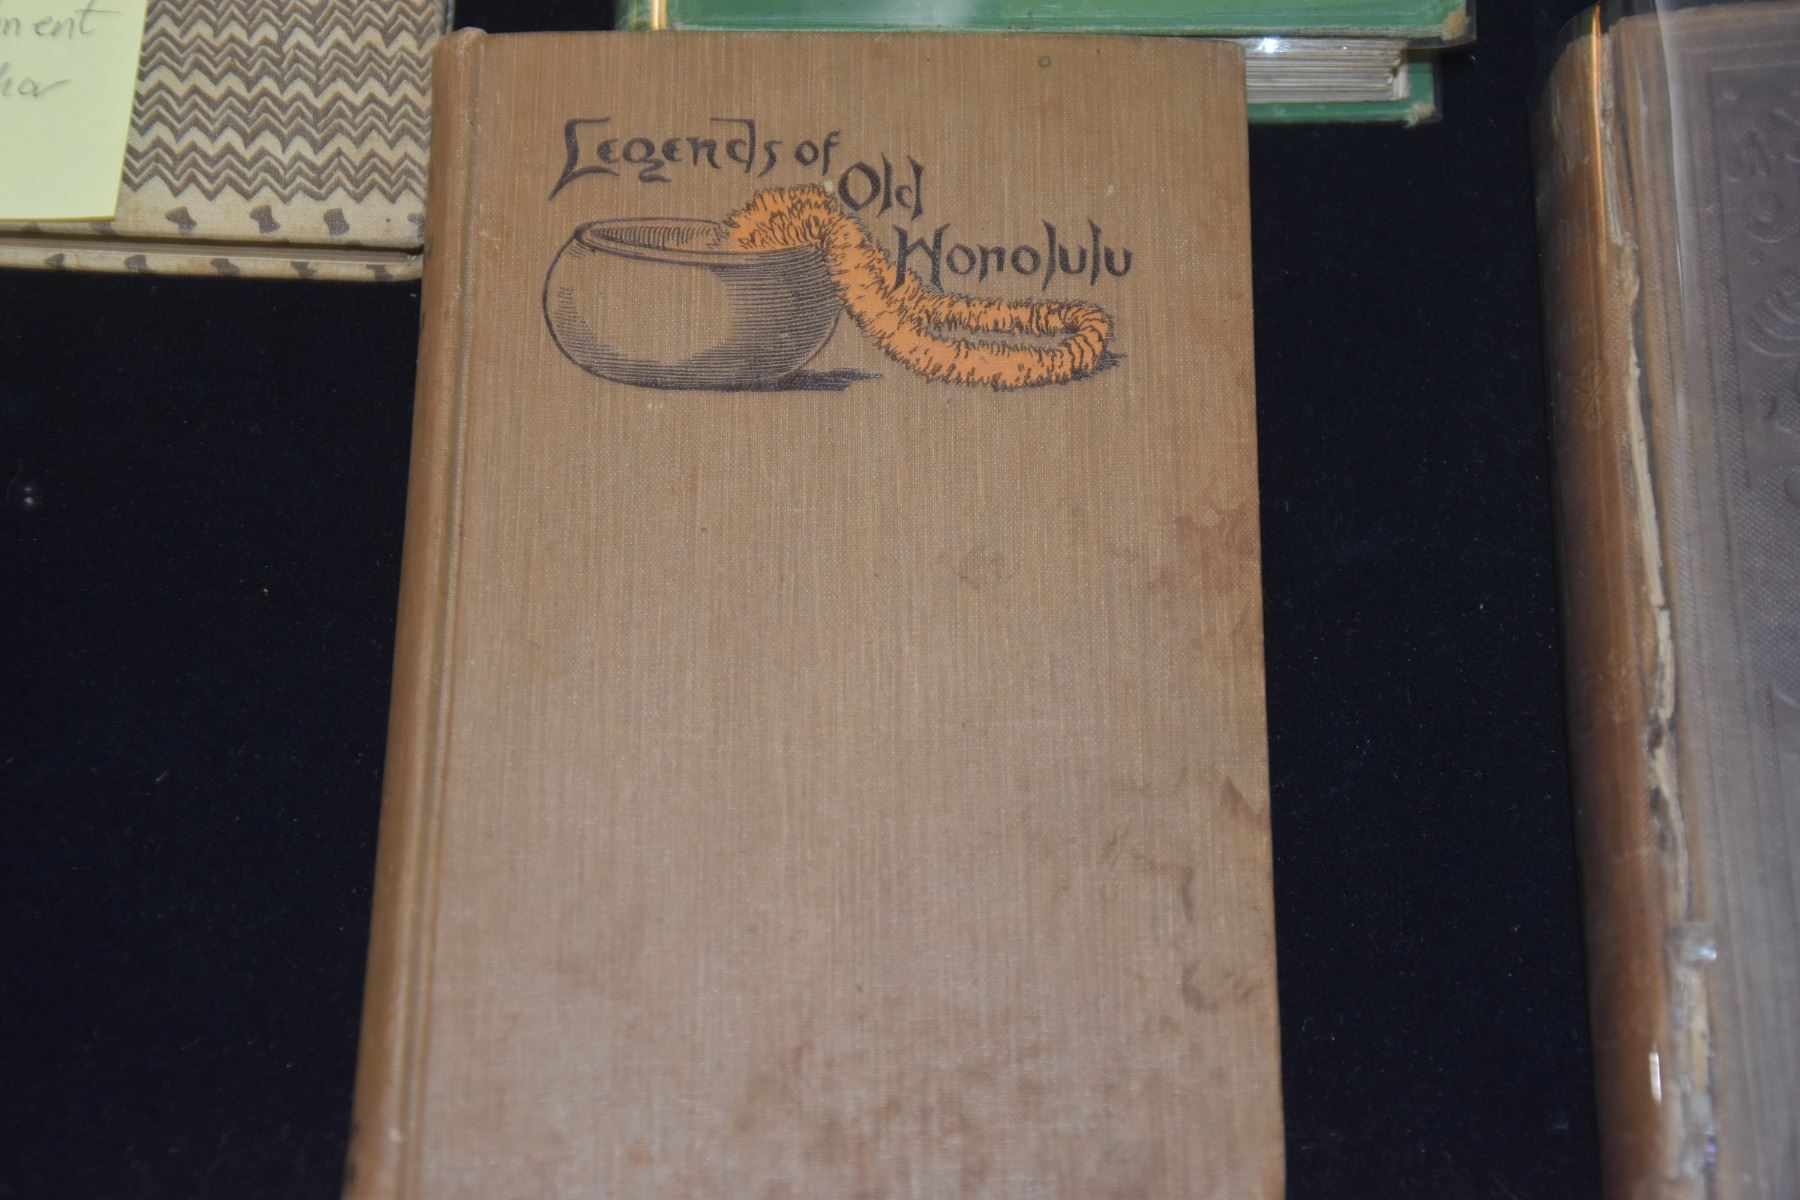 Legends of
Old
Honolulu